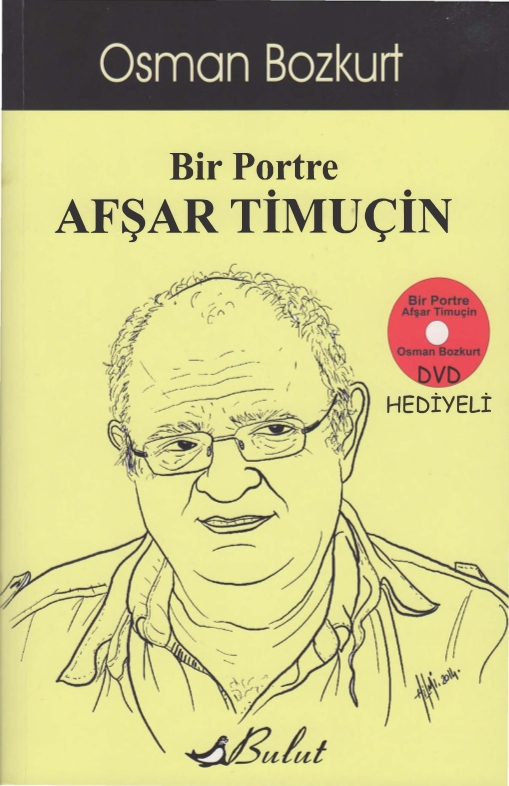 Osman Bozkurt
Bir Portre
AFŞAR TİMUÇİN
Bir Portre
Afşar Timuçin
Osman Bozkurt
DVD
HEDİYELİ
Bulut